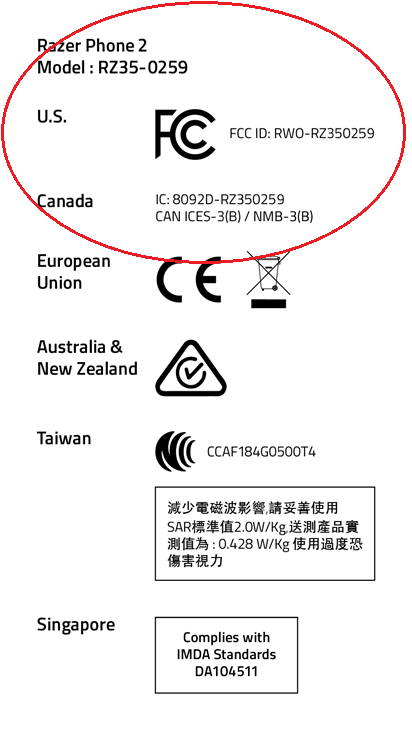 Razer Phone 2
Model : RZ35-0259
U.S.
FC FCC ID: RWO-RZ350259
Canada
IC: 8092D-RZ350259
CAN ICES-3(B) / NMB-3(B)
European
Union
CE
Australia &
New Zealand
Taiwan
CCAF184G0500T4
減少電磁波影響,請妥善使用
SAR標準值2.0W/Kg,送測產品實
測值為 : 0.428 W/Kg 使用過度恐
傷害視力
Singapore
Complies with
IMDA Standards
DA104511